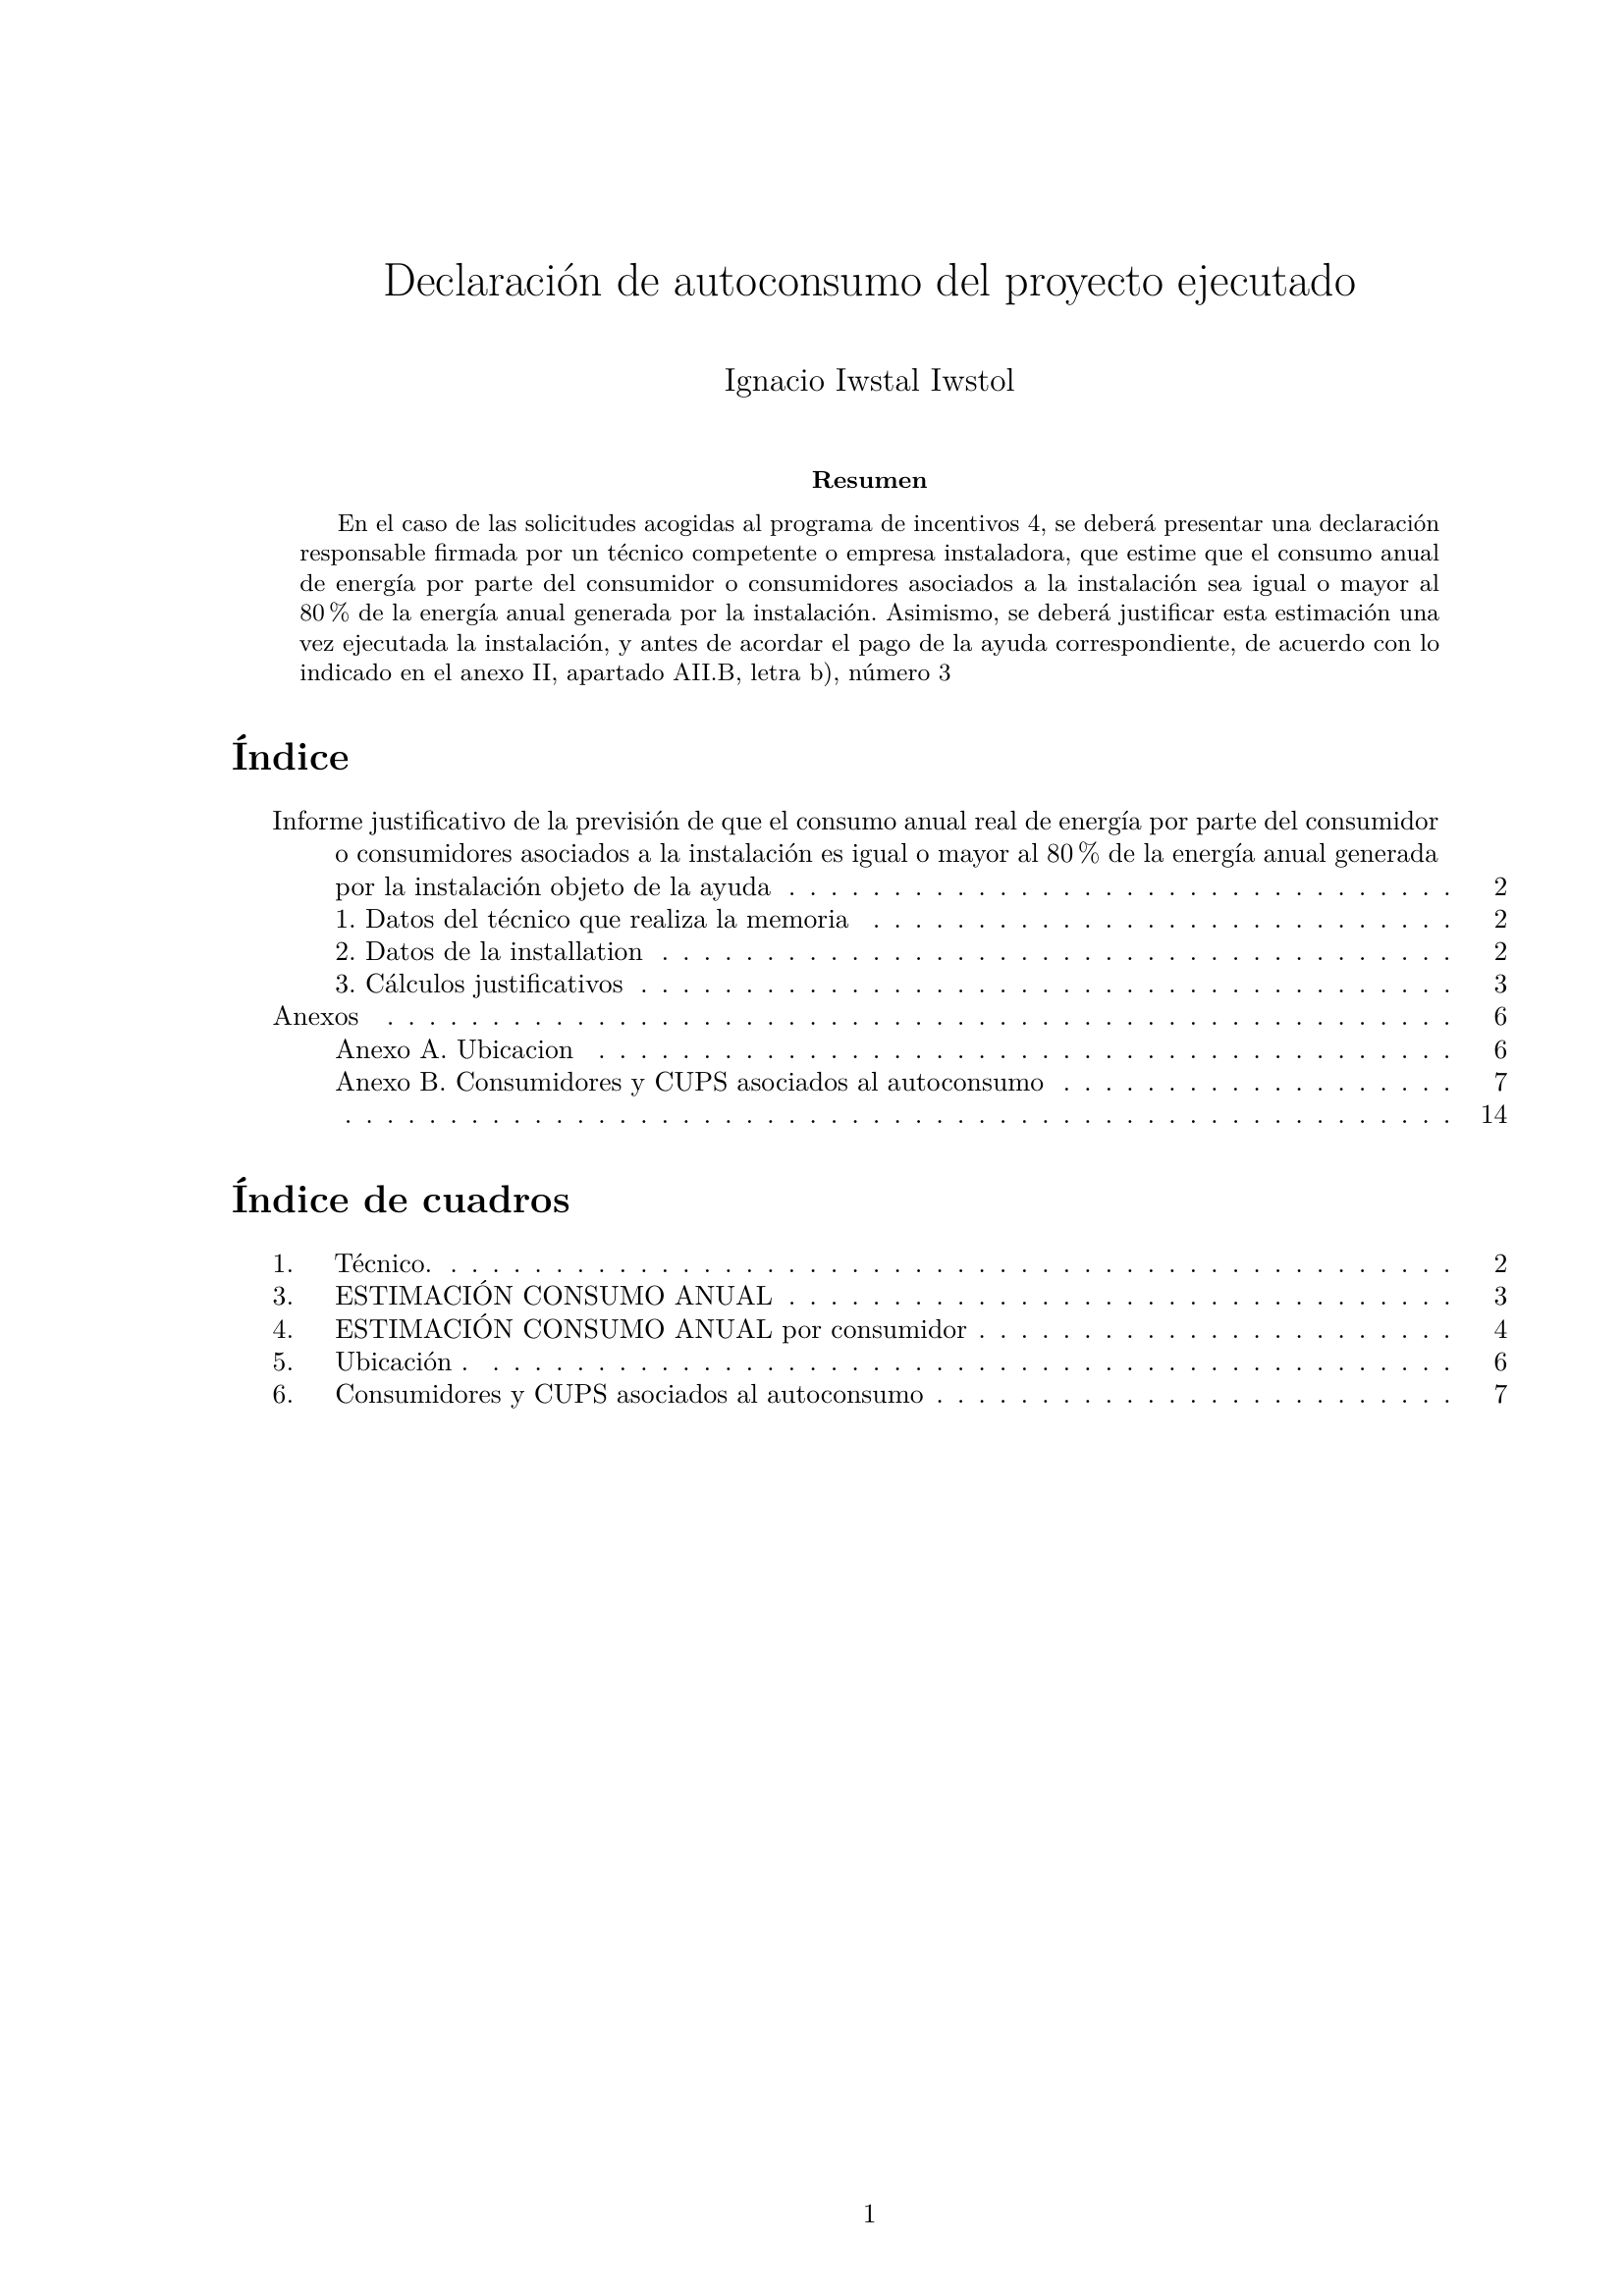 Declaración de autoconsumo del proyecto ejecutado
Ignacio Iwstal Iwstol
Resumen
En el caso de las solicitudes acogidas al programa de incentivos 4, se deberá presentar una declaración
responsable firmada por un técnico competente o empresa instaladora, que estime que el consumo anual
de energía por parte del consumidor o consumidores asociados a la instalación sea igual o mayor al
80 % de la energía anual generada por la instalación. Asimismo, se deberá justificar esta estimación una
vez ejecutada la instalación, y antes de acordar el pago de la ayuda correspondiente, de acuerdo con lo
indicado en el anexo II, apartado AII.B, letra b), número 3
Índice
Informe justificativo de la previsión de que el consumo anual real de energía por parte del consumidor
o consumidores asociados a la instalación es igual o mayor al 80 % de la energía anual generada
por la instalación objeto de la ayuda . . . . . . . . . . . . . . . . . . . . . . . . . . . . . . . . 2
1. Datos del técnico que realiza la memoria . . . . . . . . . . . . . . . . . . . . . . . . . . . . 2
2. Datos de la installation . . . . . . . . . . . . . . . . . . . . . . . . . . . . . . . . . . . . . . 2
3. Cálculos justificativos . . . . . . . . . . . . . . . . . . . . . . . . . . . . . . . . . . . . . . . 3
Anexos . . . . . . . . . . . . . . . . . . . . . . . . . . . . . . . . . . . . . . . . . . . . . . . . . . . 6
Anexo A. Ubicacion . . . . . . . . . . . . . . . . . . . . . . . . . . . . . . . . . . . . . . . . . 6
Anexo B. Consumidores y CUPS asociados al autoconsumo . . . . . . . . . . . . . . . . . . . 7
. . . . . . . . . . . . . . . . . . . . . . . . . . . . . . . . . . . . . . . . . . . . . . . . . . . . . 14
Índice de cuadros
1. Técnico. . . . . . . . . . . . . . . . . . . . . . . . . . . . . . . . . . . . . . . . . . . . . . . . . 2
3. ESTIMACIÓN CONSUMO ANUAL . . . . . . . . . . . . . . . . . . . . . . . . . . . . . . . . 3
4. ESTIMACIÓN CONSUMO ANUAL por consumidor . . . . . . . . . . . . . . . . . . . . . . . 4
5. Ubicación . . . . . . . . . . . . . . . . . . . . . . . . . . . . . . . . . . . . . . . . . . . . . . . 6
6. Consumidores y CUPS asociados al autoconsumo . . . . . . . . . . . . . . . . . . . . . . . . . 7
1